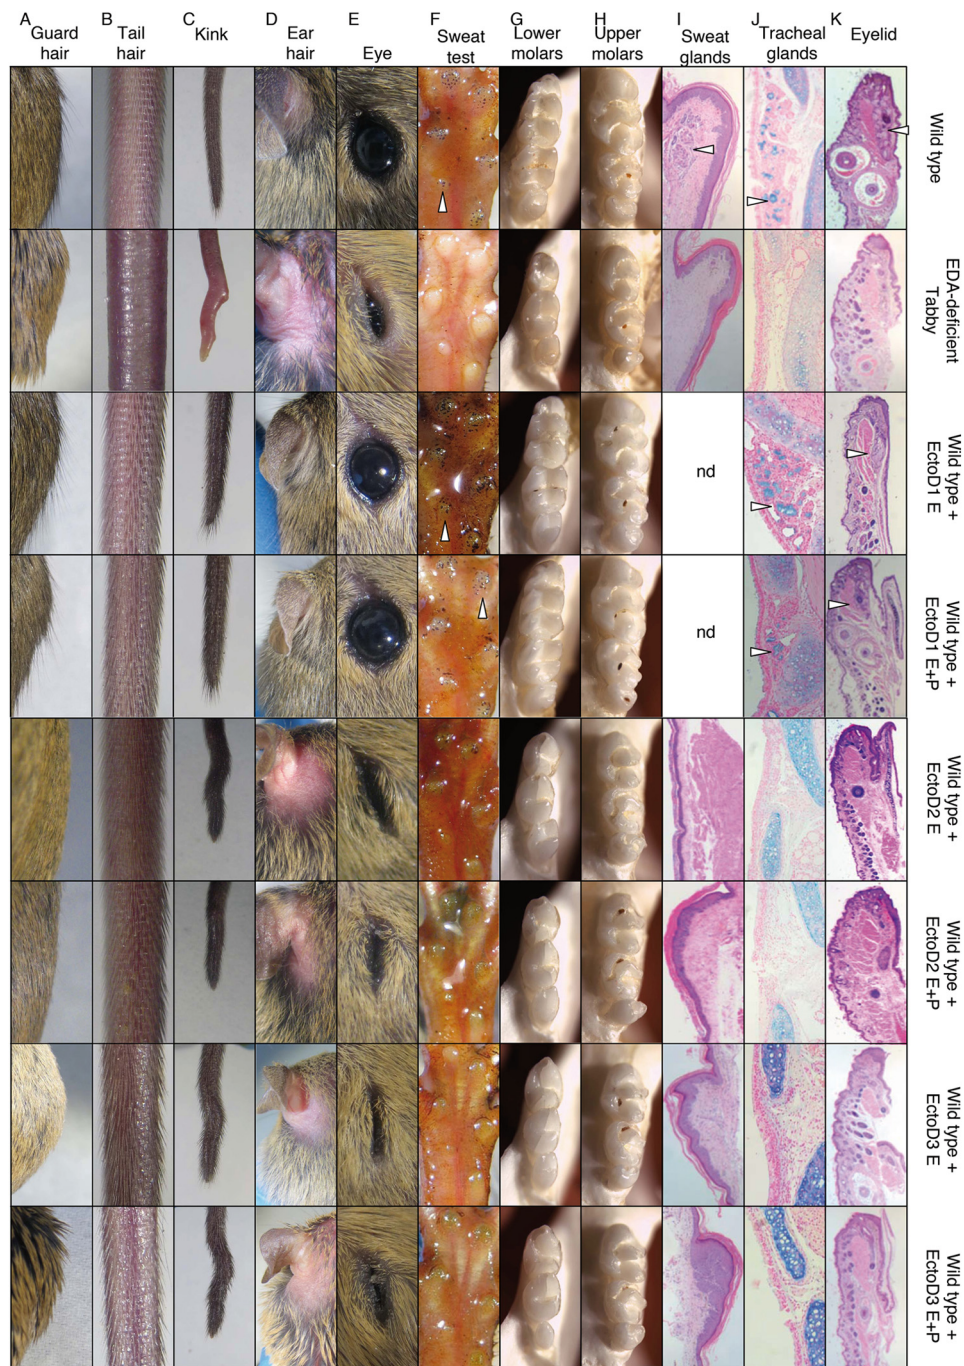 A
Guard
hair
B
Tail
hair
C
Kink
D
Ear
hair
E
Eye
F
Sweat
test
G
Lower
molars
H
Upper
molars
I
Sweat
glands
J
Tracheal
glands
K
Eyelid
Wild type
EDA-deficient
Tabby
Wild type +
EctoD1 E
nd
Wild type +
EctoD1 E+P
nd
Wild type +
EctoD2 E
Wild type +
EctoD2 E+P
Wild type +
EctoD3 E
Wild type +
EctoD3 E+P